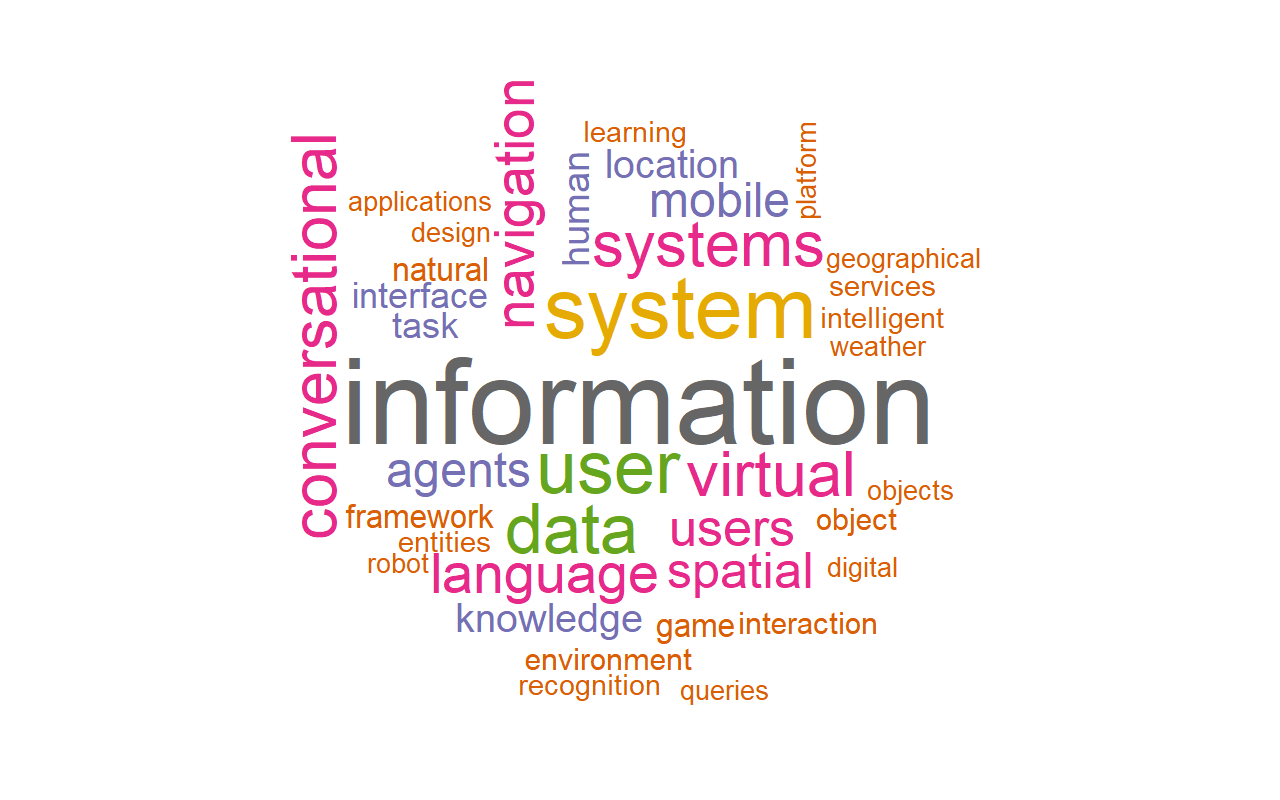 conversational
navigation
learning
platform
human
location
applications
mobile
design
systems
natural
geographical
interface
system
services
task
intelligent
weather
information
agents
user
virtual
objects
framework
data
users
object
entities
robot
language
spatial
digital
knowledge
game
interaction
environment
recognition
queries